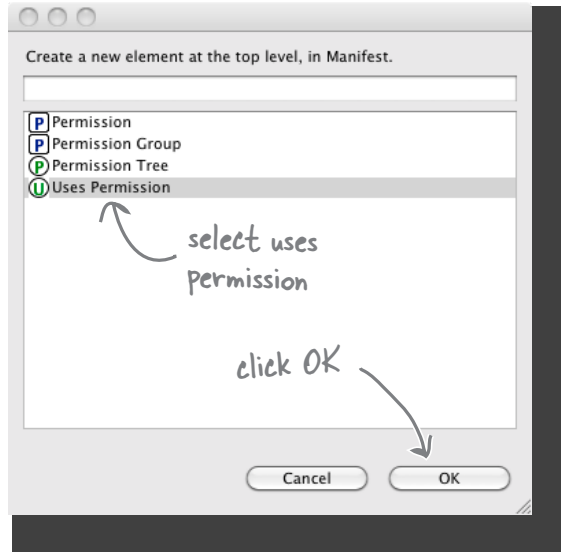 Create a new element at the top level, in Manifest.
P Permission
P Permission Group
P Permission Tree
U Uses Permission
select uses
permission
click OK
Cancel
OK